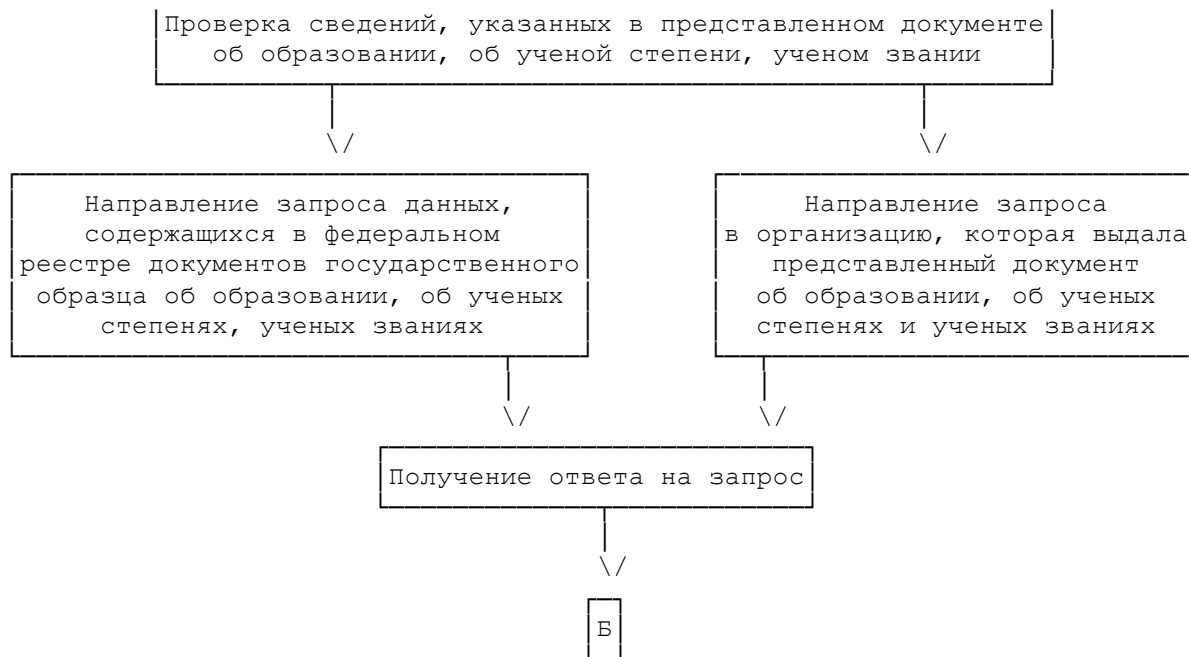 Проверка сведений, указанных в представленном документе
об образовании, об ученой степени, ученом звании
Направление запроса данных,
содержащихся в федеральном
реестре документов государственного
образца об образовании, об ученых
степенях, ученых званиях
Направление запроса
в организацию, которая выдала
представленный документ
об образовании, об ученых
степенях и ученых званиях
Получение ответа на запрос
Б